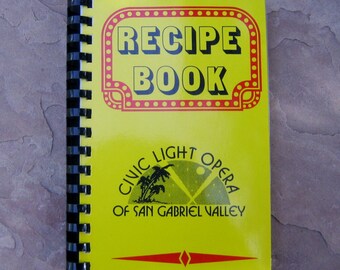 RECIPE
BOOK
CIVIC LIGHT OPERA
OF SAN GABRIEL VALLEY